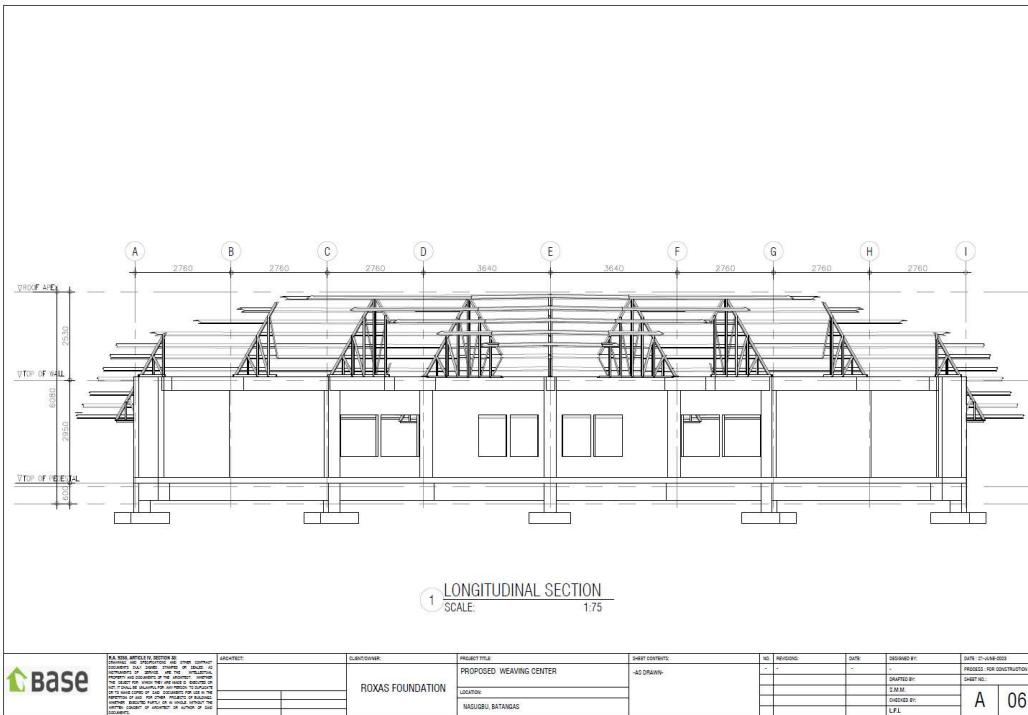 A B C D E F G H I
2760 2760 2760 3640 3640 2760 2760 2760
ROOF APEX
2530
TOP OF WALL
6080
2950
TOP OF PEDESTAL
600
1 LONGITUDINAL SECTION
SCALE: 1:75
BASE
R.A. 9266, ARTICLE IV, SECTION 33:
ARCHITECT:
CLIENT/OWNER:
ROXAS FOUNDATION
PROJECT TITLE:
PROPOSED WEAVING CENTER
LOCATION:
NASUGBU, BATANGAS
SHEET CONTENTS:
-AS DRAWN-
NO. REVISIONS: DATE:
- - -
DESIGNED BY:
-
DRAFTED BY:
CHECKED BY:
L.F.L
DATE: 27-JUNE-2023
PROCESS: FOR CONSTRUCTION
SHEET NO.:
A 06